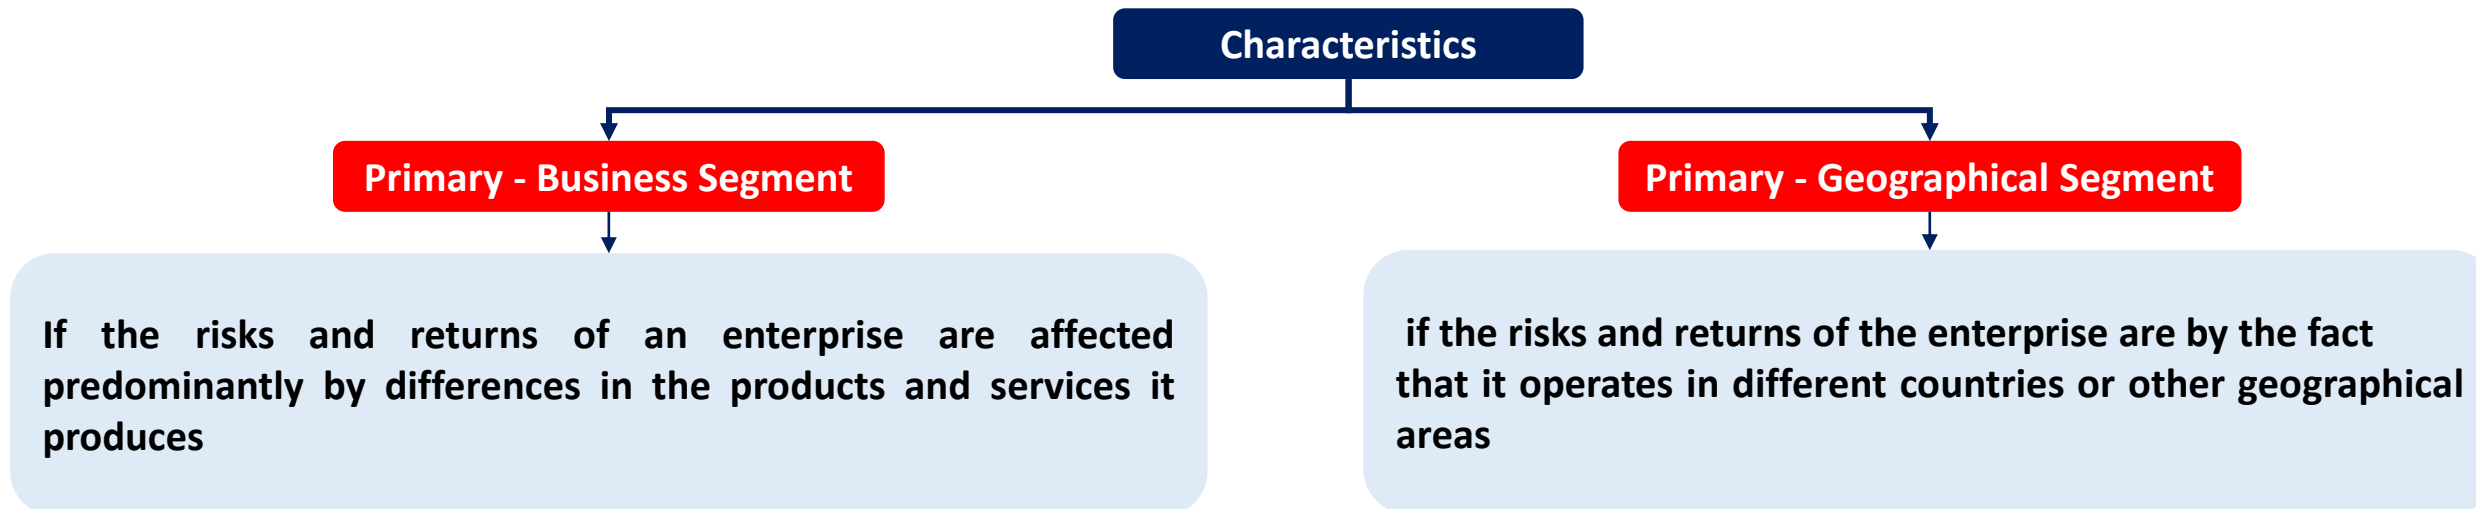 Characteristics
Primary - Business Segment
Primary - Geographical Segment
If the risks and returns of an enterprise are affected
predominantly by differences in the products and services it
produces
if the risks and returns of the enterprise are by the fact
that it operates in different countries or other geographical
areas